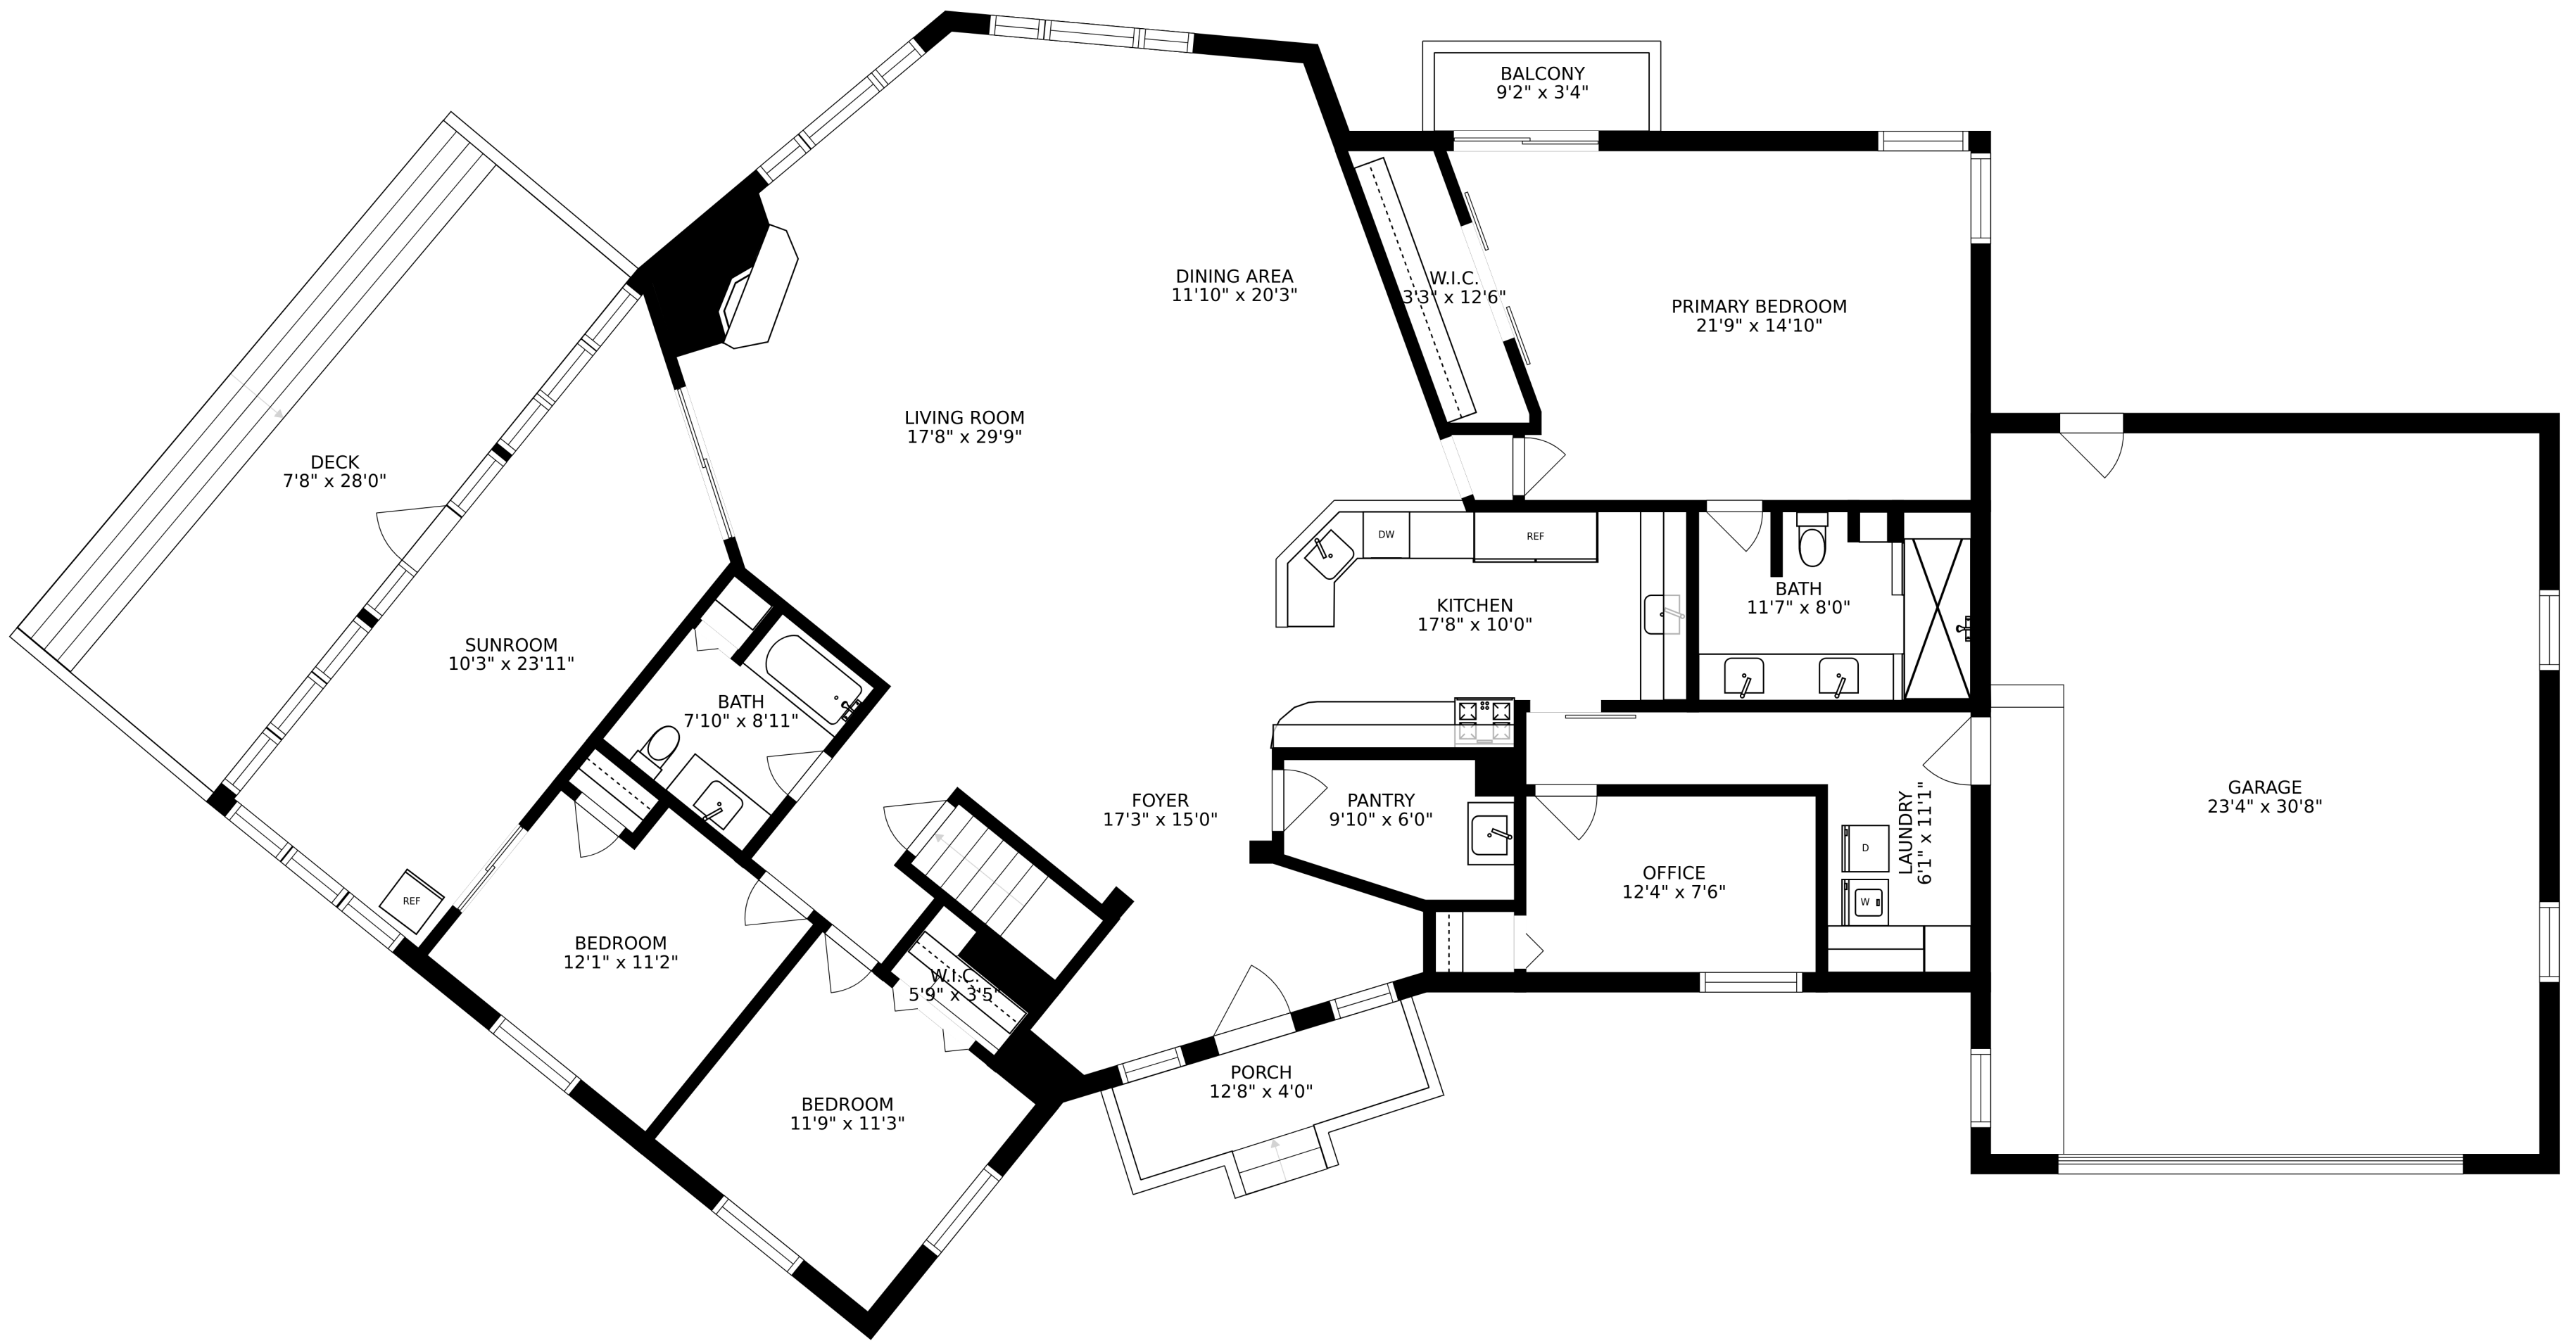 BALCONY
9'2" x 3'4"
DINING AREA
11'10" x 20'3"
W.I.C.
3'3" x 12'6"
PRIMARY BEDROOM
21'9" x 14'10"
LIVING ROOM
17'8" x 29'9"
DECK
7'8" x 28'0"
DW
REF
KITCHEN
17'8" x 10'0"
BATH
11'7" x 8'0"
SUNROOM
10'3" x 23'11"
BATH
7'10" x 8'11"
FOYER
17'3" x 15'0"
PANTRY
9'10" x 6'0"
GARAGE
23'4" x 30'8"
LAUNDRY
6'1" x 11'1"
D
W
OFFICE
12'4" x 7'6"
REF
BEDROOM
12'1" x 11'2"
W.I.C.
5'9" x 3'5"
PORCH
12'8" x 4'0"
BEDROOM
11'9" x 11'3"